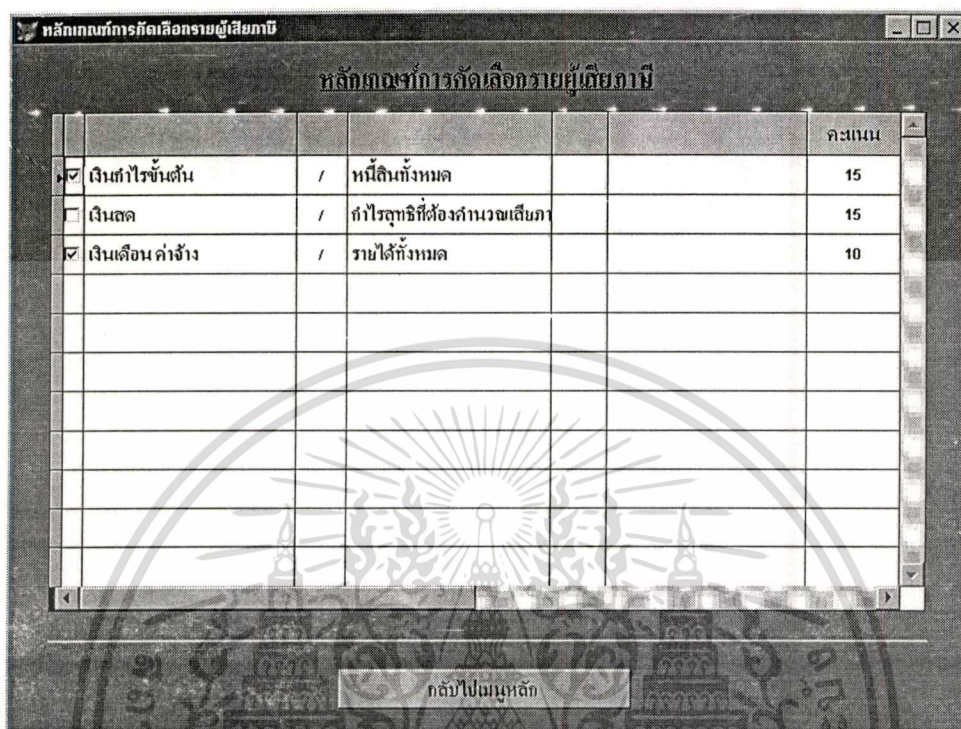 หลักเกณฑ์การคัดเลือกรายผู้เสียภาษี
หลักเกณฑ์การคัดเลือกรายผู้เสียภาษี
คะแนน
เงินกำไรขั้นต้น / หนี้สินทั้งหมด 15
เงินสด / กำไรสุทธิที่ต้องคำนวณเสียภา 15
เงินเดือน ค่าจ้าง / รายได้ทั้งหมด 10
กลับไปเมนูหลัก